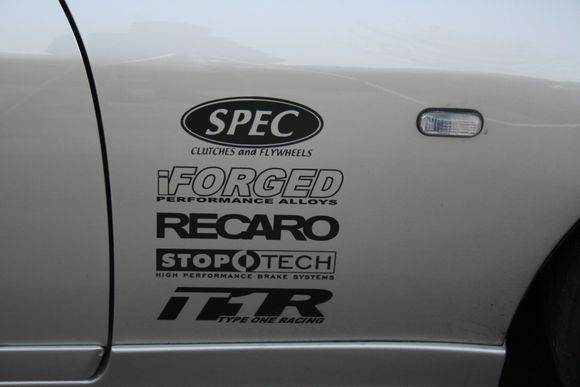 SPEC
CLUTCHES and FLYWHEELS
iFORGED
PERFORMANCE ALLOYS
RECARO
STOPTECH
HIGH PERFORMANCE BRAKE SYSTEMS
T1R
TYPE ONE RACING